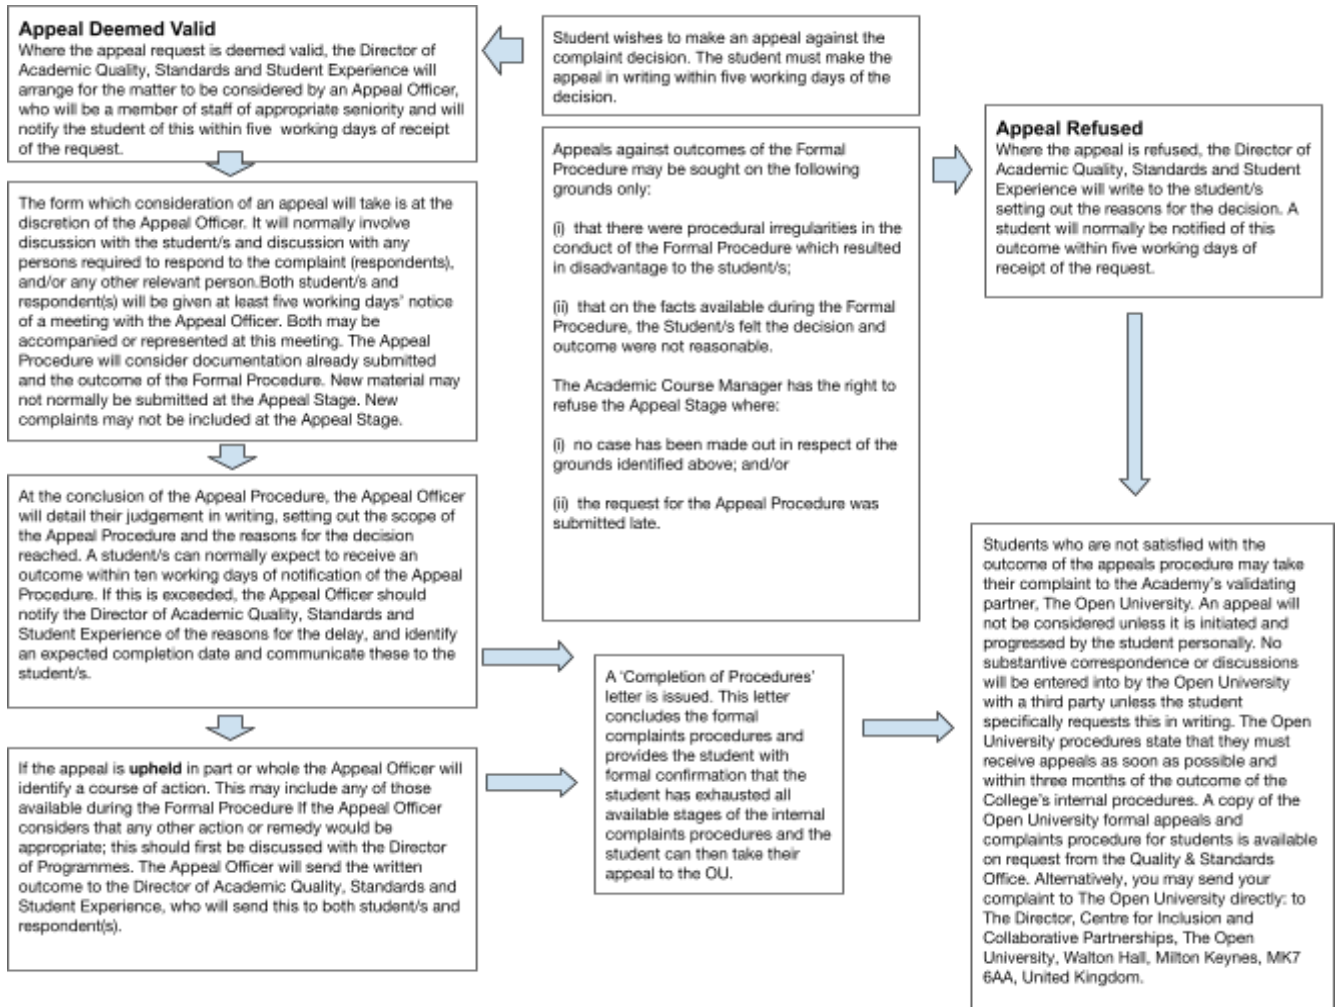 Appeal Deemed Valid
Where the appeal request is deemed valid, the Director of
Academic Quality, Standards and Student Experience will
arrange for the matter to be considered by an Appeal Officer,
who will be a member of staff of appropriate seniority and will
notify the student of this within five working days of receipt
of the request.
The form which consideration of an appeal will take is at the
discretion of the Appeal Officer. It will normally involve
discussion with the student/s and discussion with any
persons required to respond to the complaint (respondents),
and/or any other relevant person.Both student/s and
respondent(s) will be given at least five working days' notice
of a meeting with the Appeal Officer. Both may be
accompanied or represented at this meeting. The Appeal
Procedure will consider documentation already submitted
and the outcome of the Formal Procedure. New material may
not normally be submitted at the Appeal Stage. New
complaints may not be included at the Appeal Stage.
At the conclusion of the Appeal Procedure, the Appeal Officer
will detail their judgement in writing, setting out the scope of
the Appeal Procedure and the reasons for the decision
reached. A student/s can normally expect to receive an
outcome within ten working days of notification of the Appeal
Procedure. If this is exceeded, the Appeal Officer should
notify the Director of Academic Quality, Standards and
Student Experience of the reasons for the delay, and identify
an expected completion date and communicate these to the
student/s.
If the appeal is upheld in part or whole the Appeal Officer will
identify a course of action. This may include any of those
available during the Formal Procedure If the Appeal Officer
considers that any other action or remedy would be
appropriate; this should first be discussed with the Director
of Programmes. The Appeal Officer will send the written
outcome to the Director of Academic Quality, Standards and
Student Experience, who will send this to both student/s and
respondent(s).
Student wishes to make an appeal against the
complaint decision. The student must make the
appeal in writing within five working days of the
decision.
Appeals against outcomes of the Formal
Procedure may be sought on the following
grounds only:
(i) that there were procedural irregularities in the
conduct of the Formal Procedure which resulted
in disadvantage to the student/s;
(ii) that on the facts available during the Formal
Procedure, the Student/s felt the decision and
outcome were not reasonable.
The Academic Course Manager has the right to
refuse the Appeal Stage where:
(i) no case has been made out in respect of the
grounds identified above; and/or
(ii) the request for the Appeal Procedure was
submitted late.
A 'Completion of Procedures'
letter is issued. This letter
concludes the formal
complaints procedures and
provides the student with
formal confirmation that the
student has exhausted all
available stages of the internal
complaints procedures and the
student can then take their
appeal to the OU.
Appeal Refused
Where the appeal is refused, the Director of
Academic Quality, Standards and Student
Experience will write to the student/s
setting out the reasons for the decision. A
student will normally be notified of this
outcome within five working days of
receipt of the request.
Students who are not satisfied with the
outcome of the appeals procedure may take
their complaint to the Academy's validating
partner, The Open University. An appeal will
not be considered unless it is initiated and
progressed by the student personally. No
substantive correspondence or discussions
will be entered into by the Open University
with a third party unless the student
specifically requests this in writing. The Open
University procedures state that they must
receive appeals as soon as possible and
within three months of the outcome of the
College's internal procedures. A copy of the
Open University formal appeals and
complaints procedure for students is available
on request from the Quality & Standards
Office. Alternatively, you may send your
complaint to The Open University directly: to
The Director, Centre for Inclusion and
Collaborative Partnerships, The Open
University, Walton Hall, Milton Keynes, MK7
6AA, United Kingdom.